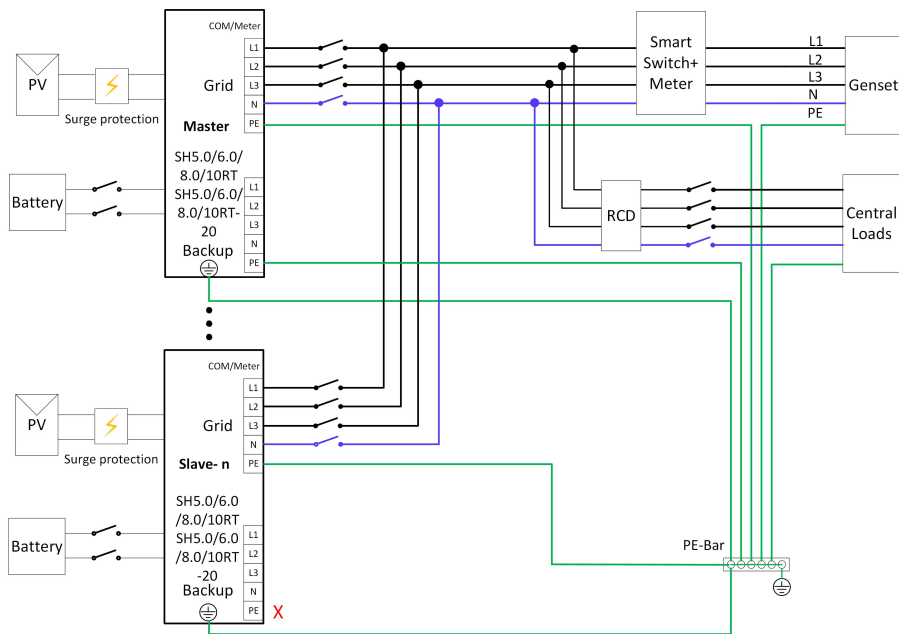 COM/Meter
L1
L2
L3
N
PE
Grid
Master
SH5.0/6.0/
8.0/10RT
SH5.0/6.0/
8.0/10RT-
20
Backup
L1
L2
L3
N
PE
PV
Surge protection
Battery
Smart
Switch+
Meter
L1
L2
L3
N
PE
Genset
RCD
Central
Loads
COM/Meter
L1
L2
L3
N
PE
Grid
Slave- n
SH5.0/6.0
/8.0/10RT
SH5.0/6.0
/8.0/10RT
-20
Backup
L1
L2
L3
N
PE
X
PV
Surge protection
Battery
PE-Bar